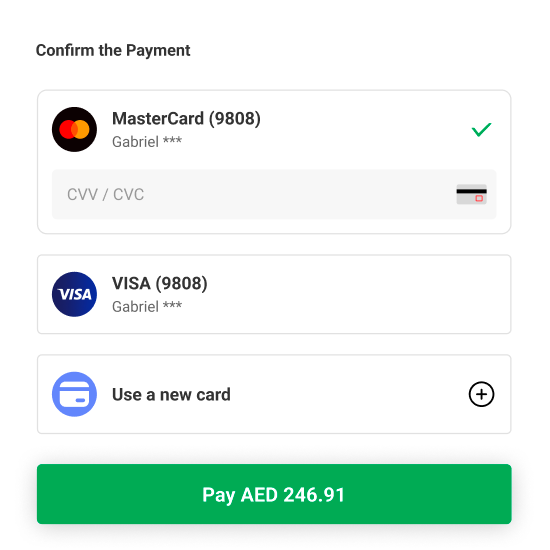 Confirm the Payment
MasterCard (9808)
Gabriel ***
CVV / CVC
VISA
VISA (9808)
Gabriel ***
Use a new card
Pay AED 246.91